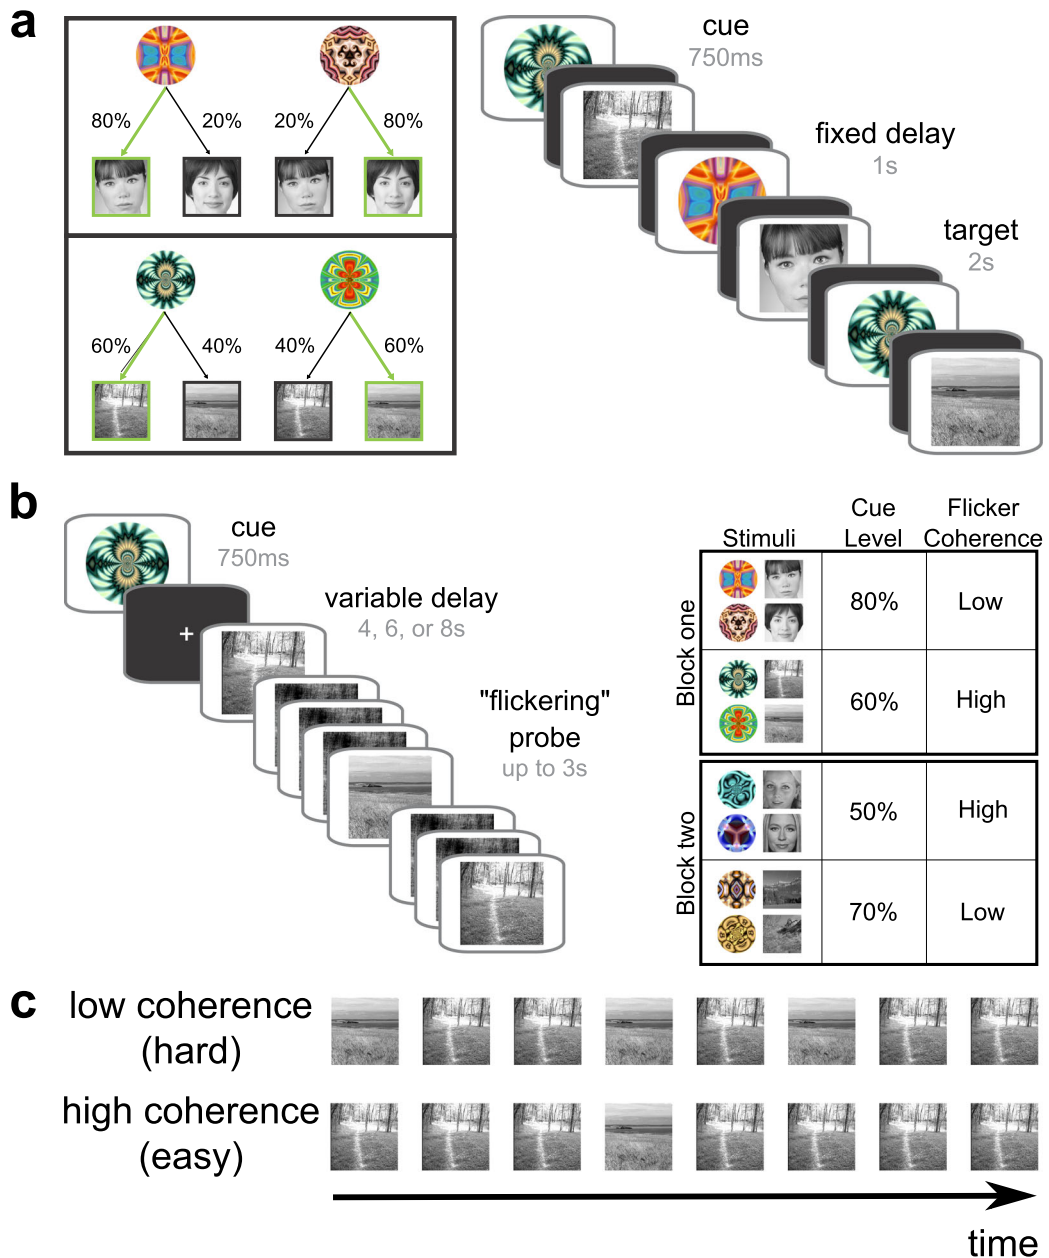 a
80%
20%
20%
80%
60%
40%
40%
60%
cue
750ms
fixed delay
1s
target
2s
b
cue
750ms
+
variable delay
4, 6, or 8s
"flickering"
probe
up to 3s
Stimuli
Cue
Level
Flicker
Coherence
Block one
80%
Low
60%
High
Block two
50%
High
70%
Low
c
low coherence
(hard)
high coherence
(easy)
time